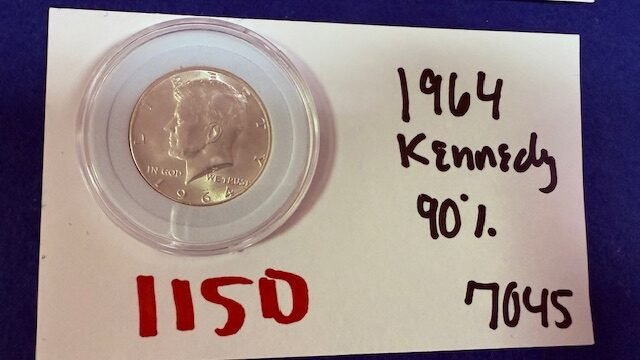 LIBERTY
IN GOD WE TRUST
1964
1964
Kennedy
90%.
1150
7045